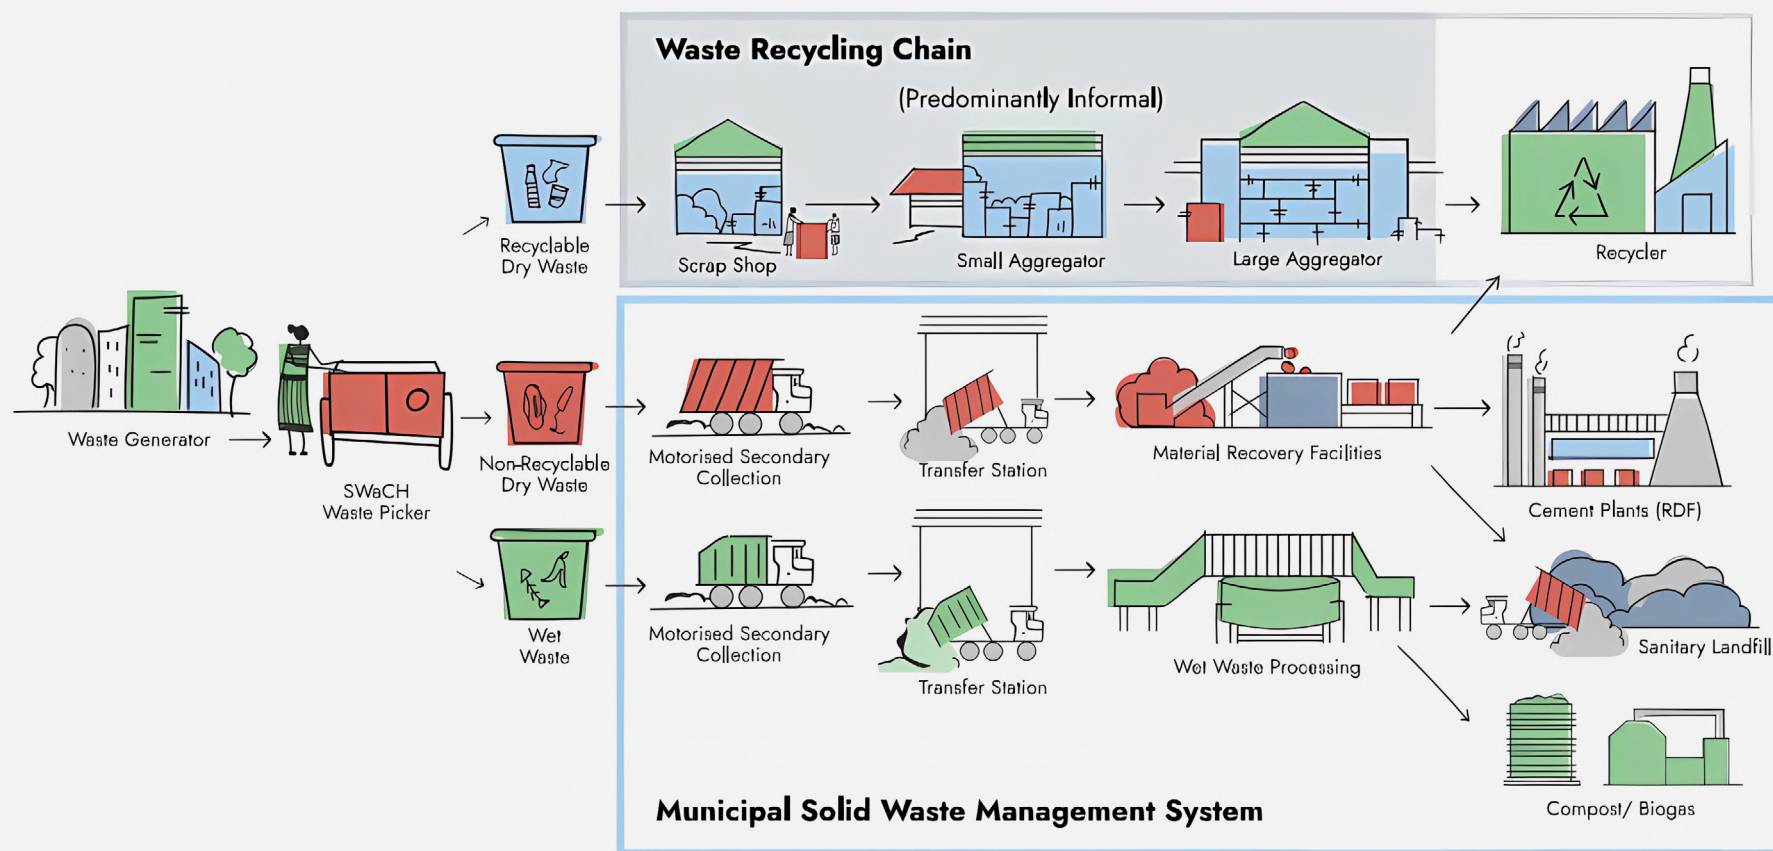 Waste Recycling Chain
(Predominantly Informal)
Recyclable
Dry Waste
Scrap Shop
Small Aggregator
Large Aggregator
Recycler
Waste Generator
SWaCH
Waste Picker
Non-Recyclable
Dry Waste
Motorised Secondary
Collection
Transfer Station
Material Recovery Facilities
Cement Plants (RDF)
Wet
Waste
Motorised Secondary
Collection
Transfer Station
Wet Waste Processing
Sanitary Landfill
Compost/ Biogas
Municipal Solid Waste Management System